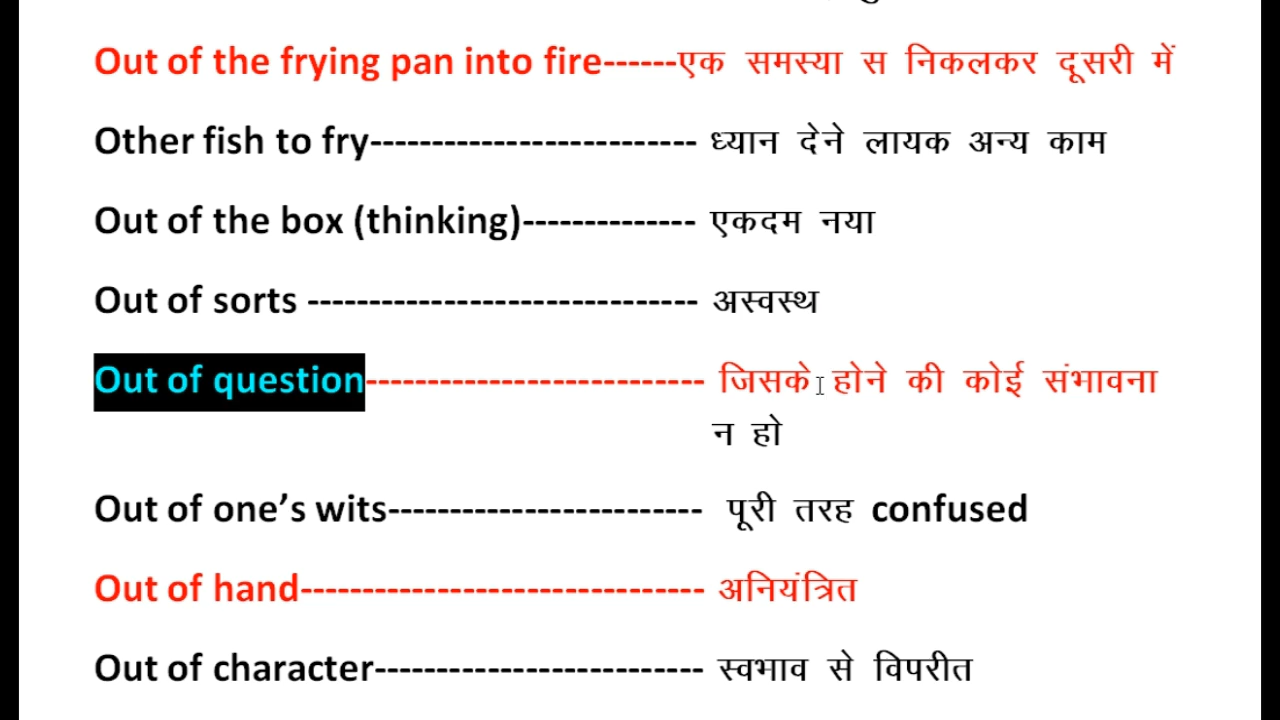 Out of the frying pan into fire------एक समस्या स निकलकर दूसरी में
Other fish to fry-------------------------- ध्यान देने लायक अन्य काम
Out of the box (thinking)-------------- एकदम नया
Out of sorts ------------------------------- अस्वस्थ
Out of question--------------------------- जिसके होने की कोई संभावना
न हो
Out of one’s wits------------------------- पूरी तरह confused
Out of hand-------------------------------- अनियंत्रित
Out of character-------------------------- स्वभाव से विपरीत